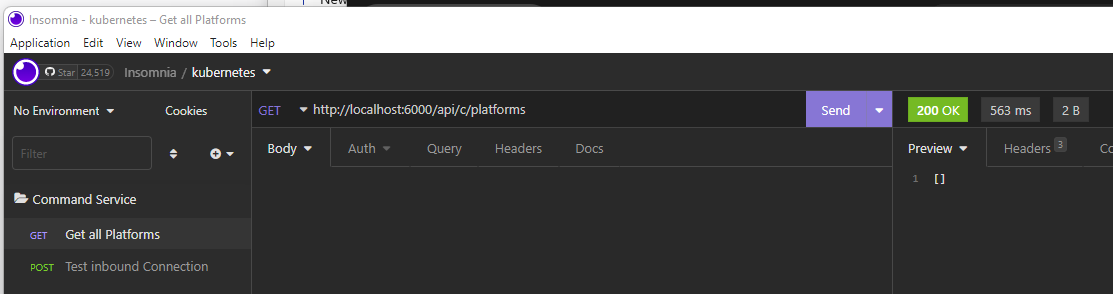 New
Insomnia - kubernetes – Get all Platforms
Application Edit View Window Tools Help
Star 24,519 Insomnia / kubernetes
No Environment Cookies
GET http://localhost:6000/api/c/platforms Send
200 OK 563 ms 2 B
Filter
Body Auth Query Headers Docs
Preview Headers 3 Co
1 []
Command Service
GET Get all Platforms
POST Test inbound Connection